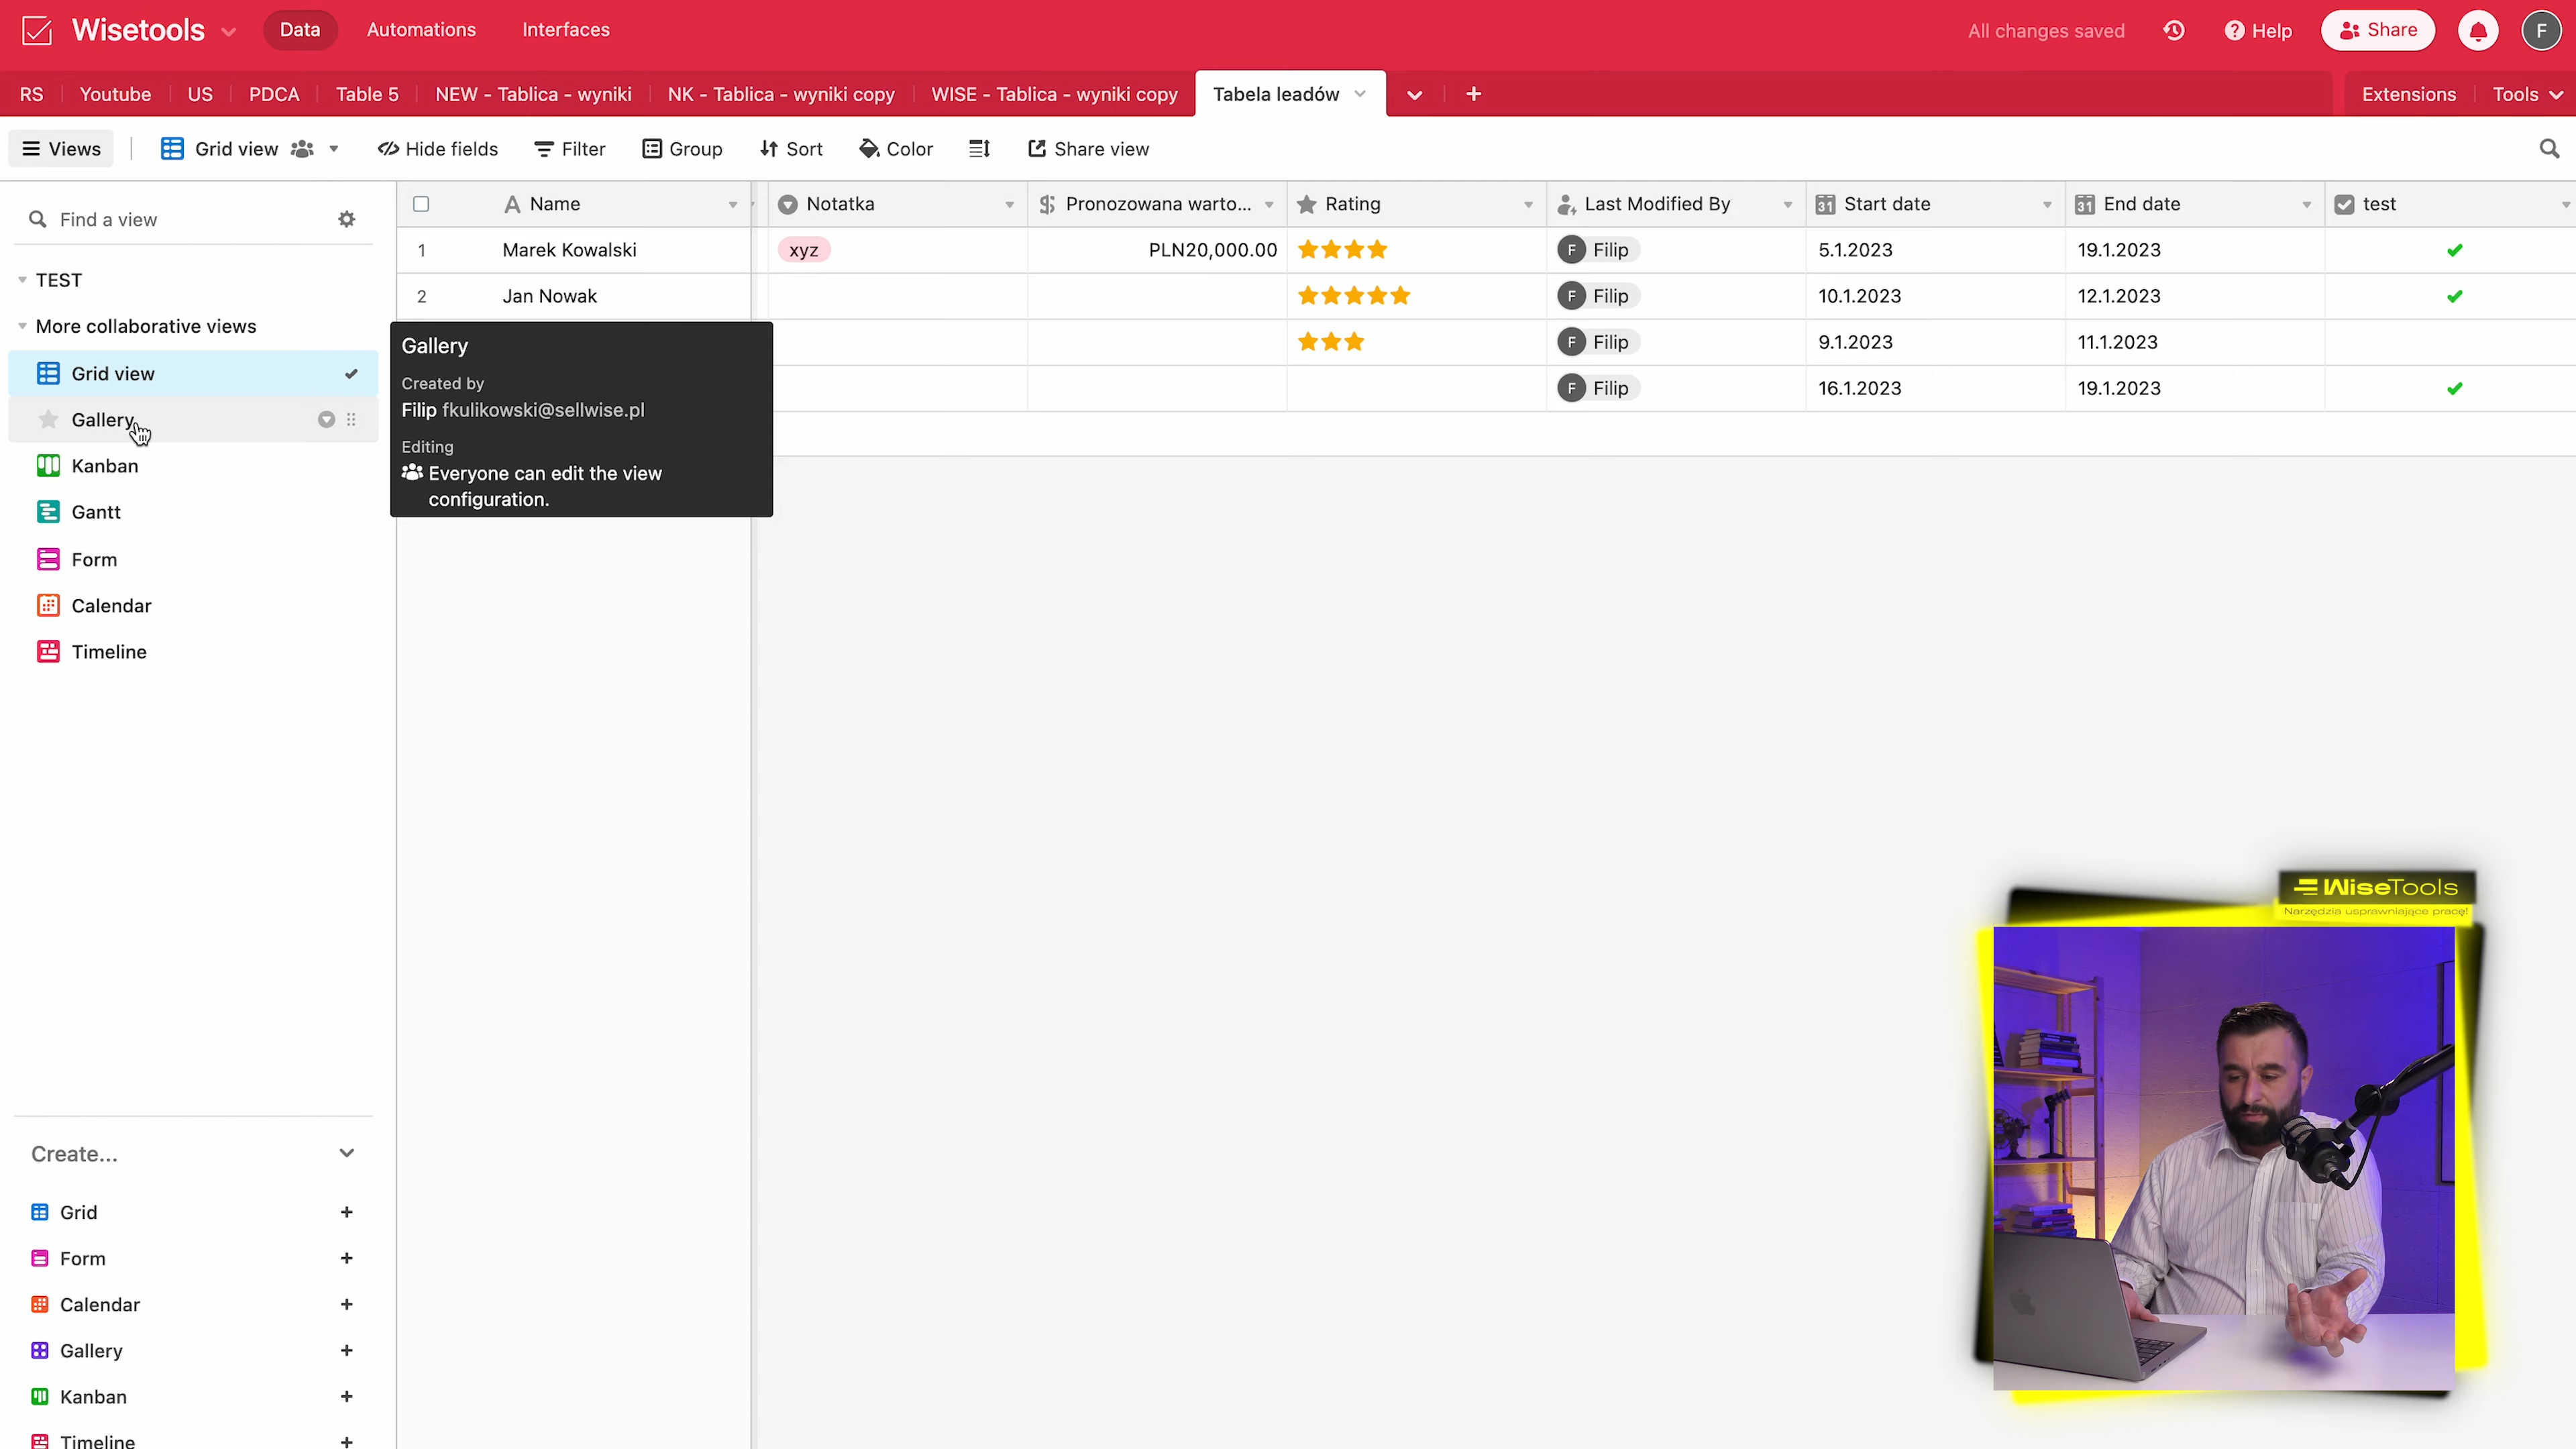 Wisetools
Data
Automations
Interfaces
All changes saved
Help
Share
F
RS
Youtube
US
PDCA
Table 5
NEW - Tablica - wyniki
NK - Tablica - wyniki copy
WISE - Tablica - wyniki copy
Tabela leadów
Extensions
Tools
Views
Grid view
Hide fields
Filter
Group
Sort
Color
Share view
Find a view
TEST
More collaborative views
Grid view
Gallery
Kanban
Gantt
Form
Calendar
Timeline
Name
Notatka
Pronozowana warto...
Rating
Last Modified By
31 Start date
31 End date
test
1 Marek Kowalski xyz PLN20,000.00 F Filip 5.1.2023 19.1.2023
2 Jan Nowak F Filip 10.1.2023 12.1.2023
F Filip 9.1.2023 11.1.2023
F Filip 16.1.2023 19.1.2023
Gallery
Created by
Filip fkulikowski@sellwise.pl
Editing
Everyone can edit the view
configuration.
Create...
Grid
Form
Calendar
Gallery
Kanban
Timeline
WiseTools
Narzędzia usprawniające pracę!